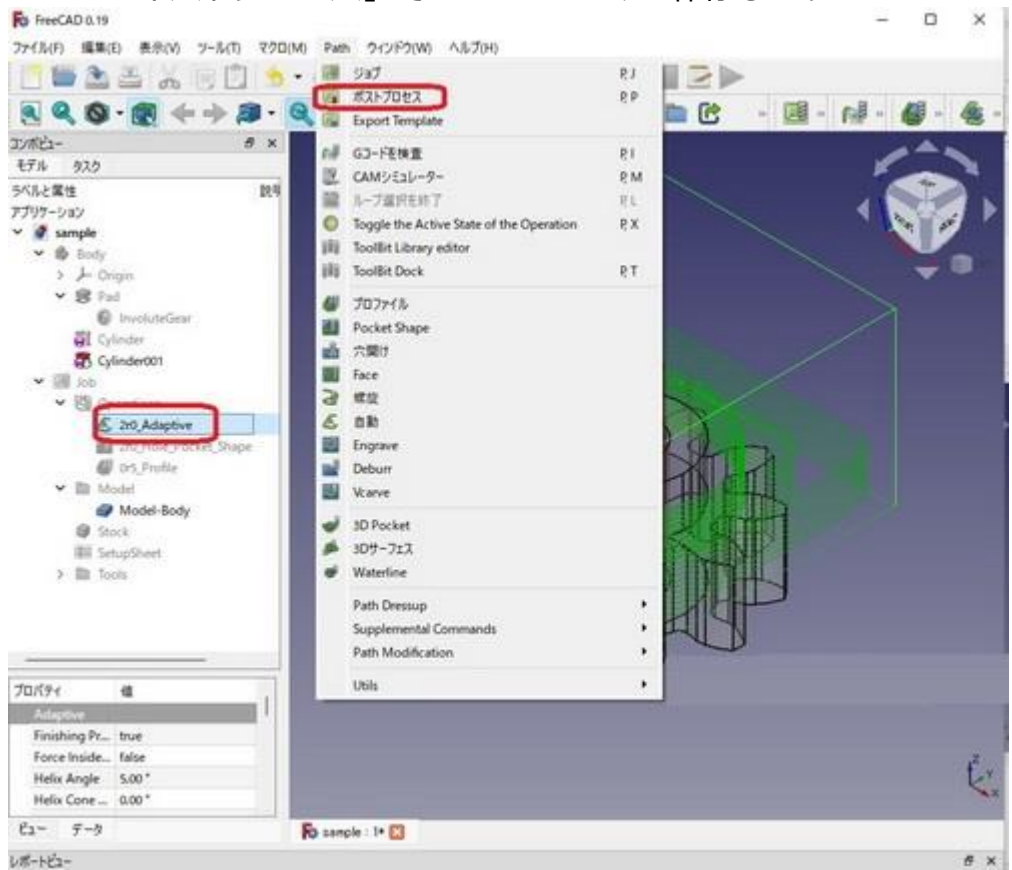 FreeCAD 0.19
ファイル(F) 編集(E) 表示(V) ツール(T) マクロ(M) Path ウィンドウ(W) ヘルプ(H)
ジョブ P, J
ポストプロセス P, P
Export Template
Gコードを検査 P, I
CAMシミュレーター P, M
ループ選択を終了 P, L
Toggle the Active State of the Operation P, X
ToolBit Library editor
ToolBit Dock P, T
プロファイル
Pocket Shape
穴開け
Face
螺旋
自動
Engrave
Deburr
Vcarve
3D Pocket
3Dサーフェス
Waterline
Path Dressup
Supplemental Commands
Path Modification
Utils
コンボビュー
モデル タスク
ラベルと属性 説明
アプリケーション
sample
Body
Origin
Pad
InvoluteGear
Cylinder
Cylinder001
Job
2r0_Adaptive
2r0_Hole_Pocket_Shape
0r5_Profile
Model
Model-Body
Stock
SetupSheet
Tools
プロパティ 値
Adaptive
Finishing Pr... true
Force Inside... false
Helix Angle 5.00 °
Helix Cone ... 0.00 °
ビュー データ
sample : 1*
レポートビュー
Z
Y
X